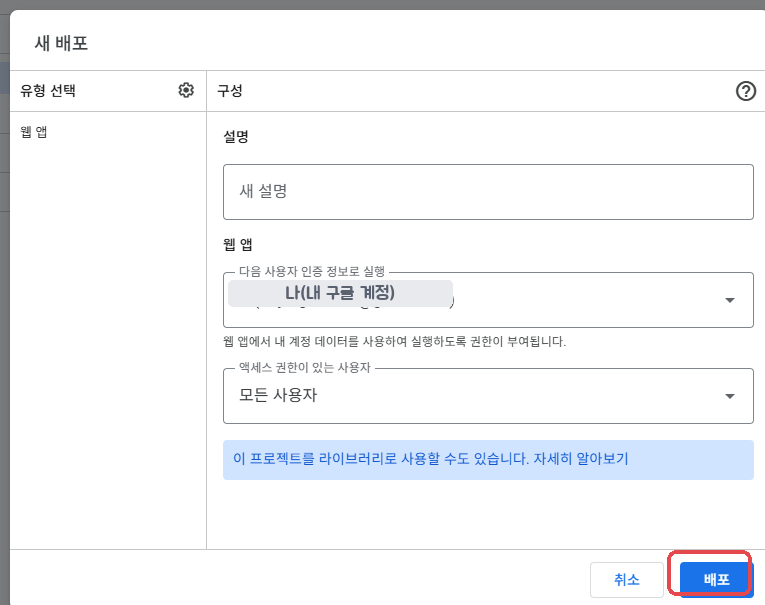 새 배포
유형 선택
구성
웹 앱
설명
새 설명
웹 앱
다음 사용자 인증 정보로 실행
나(내 구글 계정)
웹 앱에서 내 계정 데이터를 사용하여 실행하도록 권한이 부여됩니다.
액세스 권한이 있는 사용자
모든 사용자
이 프로젝트를 라이브러리로 사용할 수도 있습니다. 자세히 알아보기
취소
배포